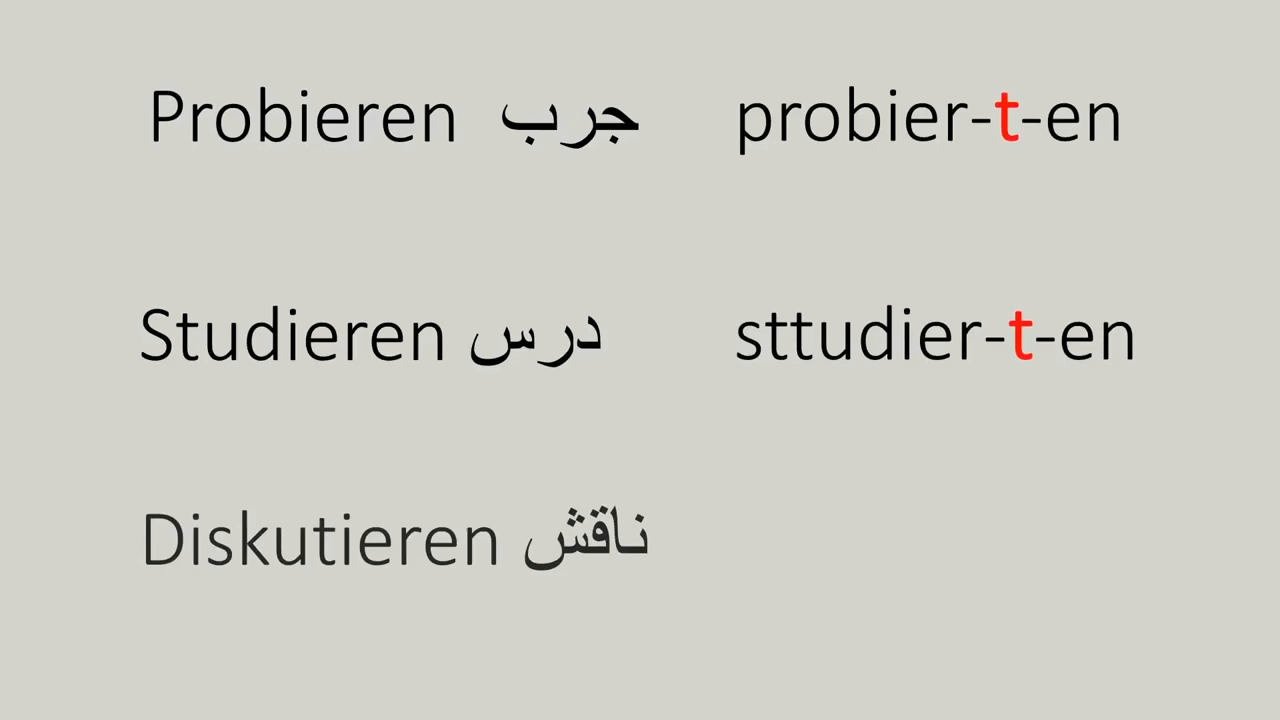 Probieren جرب probier-t-en
Studieren درس sttudier-t-en
Diskutieren ناقش